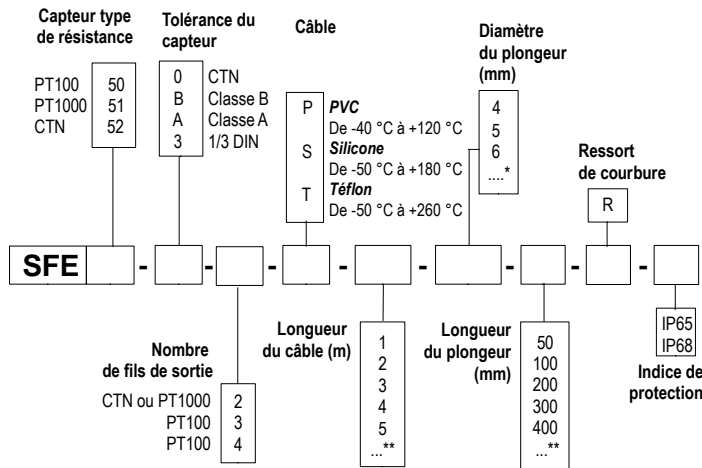 Capteur type
de résistance
PT100 50
PT1000 51
CTN 52
Tolérance du
capteur
0 CTN
B Classe B
A Classe A
3 1/3 DIN
Câble
P PVC
De -40 °C à +120 °C
S Silicone
De -50 °C à +180 °C
T Téflon
De -50 °C à +260 °C
Diamètre
du plongeur
(mm)
4
5
6
....*
Ressort
de courbure
R
SFE - - - - - - - -
Nombre
de fils de sortie
CTN ou PT1000 2
PT100 3
PT100 4
Longueur
du câble (m)
1
2
3
4
5
...**
Longueur
du plongeur
(mm)
50
100
200
300
400
...**
IP65
IP68
Indice de
protection